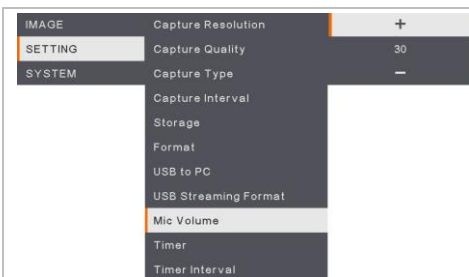 IMAGE
SETTING
SYSTEM
Capture Resolution
Capture Quality
Capture Type
Capture Interval
Storage
Format
USB to PC
USB Streaming Format
Mic Volume
Timer
Timer Interval
+
30
−